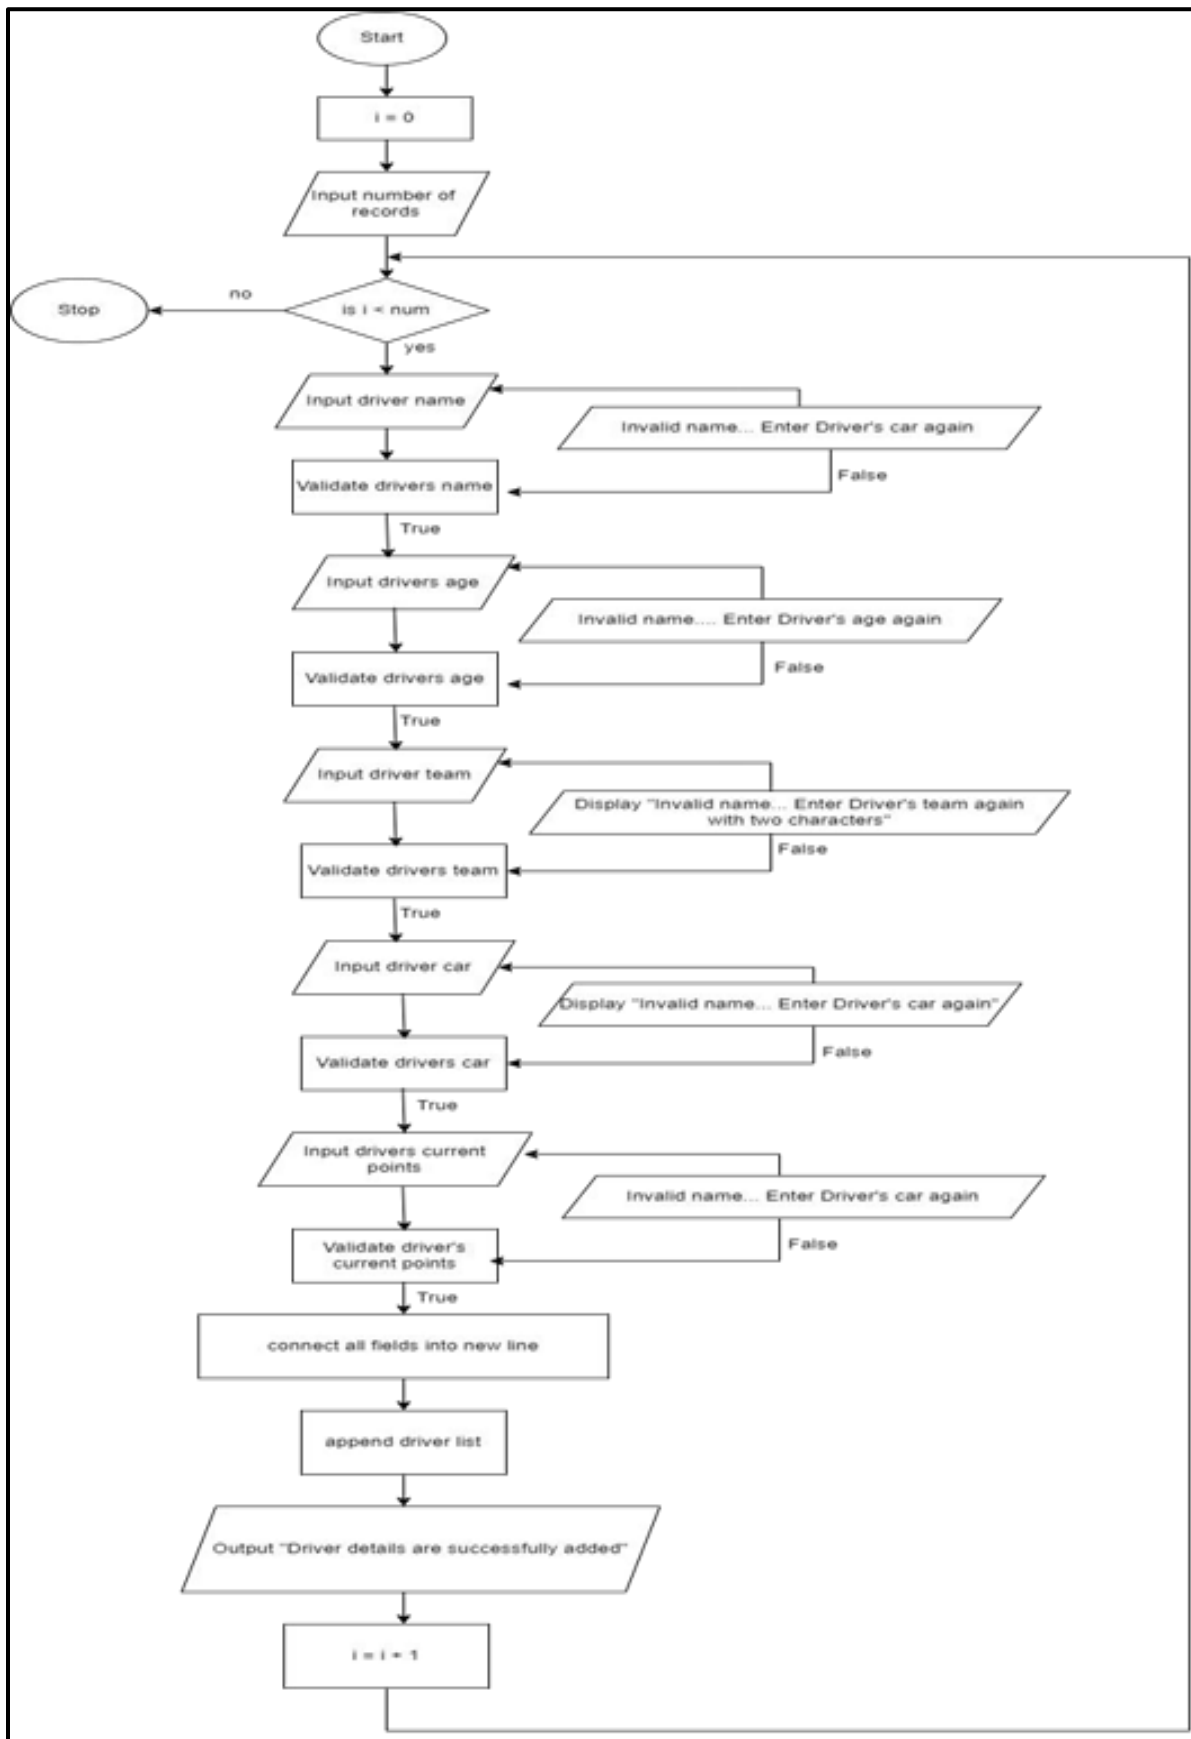 Start
i = 0
Input number of
records
is i < num
no
Stop
yes
Input driver name
Invalid name... Enter Driver's car again
False
Validate drivers name
True
Input drivers age
Invalid name.... Enter Driver's age again
False
Validate drivers age
True
Input driver team
Display "Invalid name... Enter Driver's team again
with two characters"
False
Validate drivers team
True
Input driver car
Display "Invalid name... Enter Driver's car again"
False
Validate drivers car
True
Input drivers current
points
Invalid name... Enter Driver's car again
False
Validate driver's
current points
True
connect all fields into new line
append driver list
Output "Driver details are successfully added"
i = i + 1